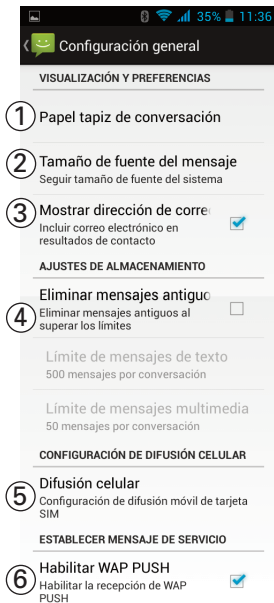 35% 11:36
Configuración general
VISUALIZACIÓN Y PREFERENCIAS
1 Papel tapiz de conversación
2 Tamaño de fuente del mensaje
Seguir tamaño de fuente del sistema
3 Mostrar dirección de corre
Incluir correo electrónico en
resultados de contacto
AJUSTES DE ALMACENAMIENTO
Eliminar mensajes antiguo
4 Eliminar mensajes antiguos al
superar los límites
Límite de mensajes de texto
500 mensajes por conversación
Límite de mensajes multimedia
50 mensajes por conversación
CONFIGURACIÓN DE DIFUSIÓN CELULAR
Difusión celular
5 Configuración de difusión móvil de tarjeta
SIM
ESTABLECER MENSAJE DE SERVICIO
Habilitar WAP PUSH
6 Habilitar la recepción de WAP
PUSH